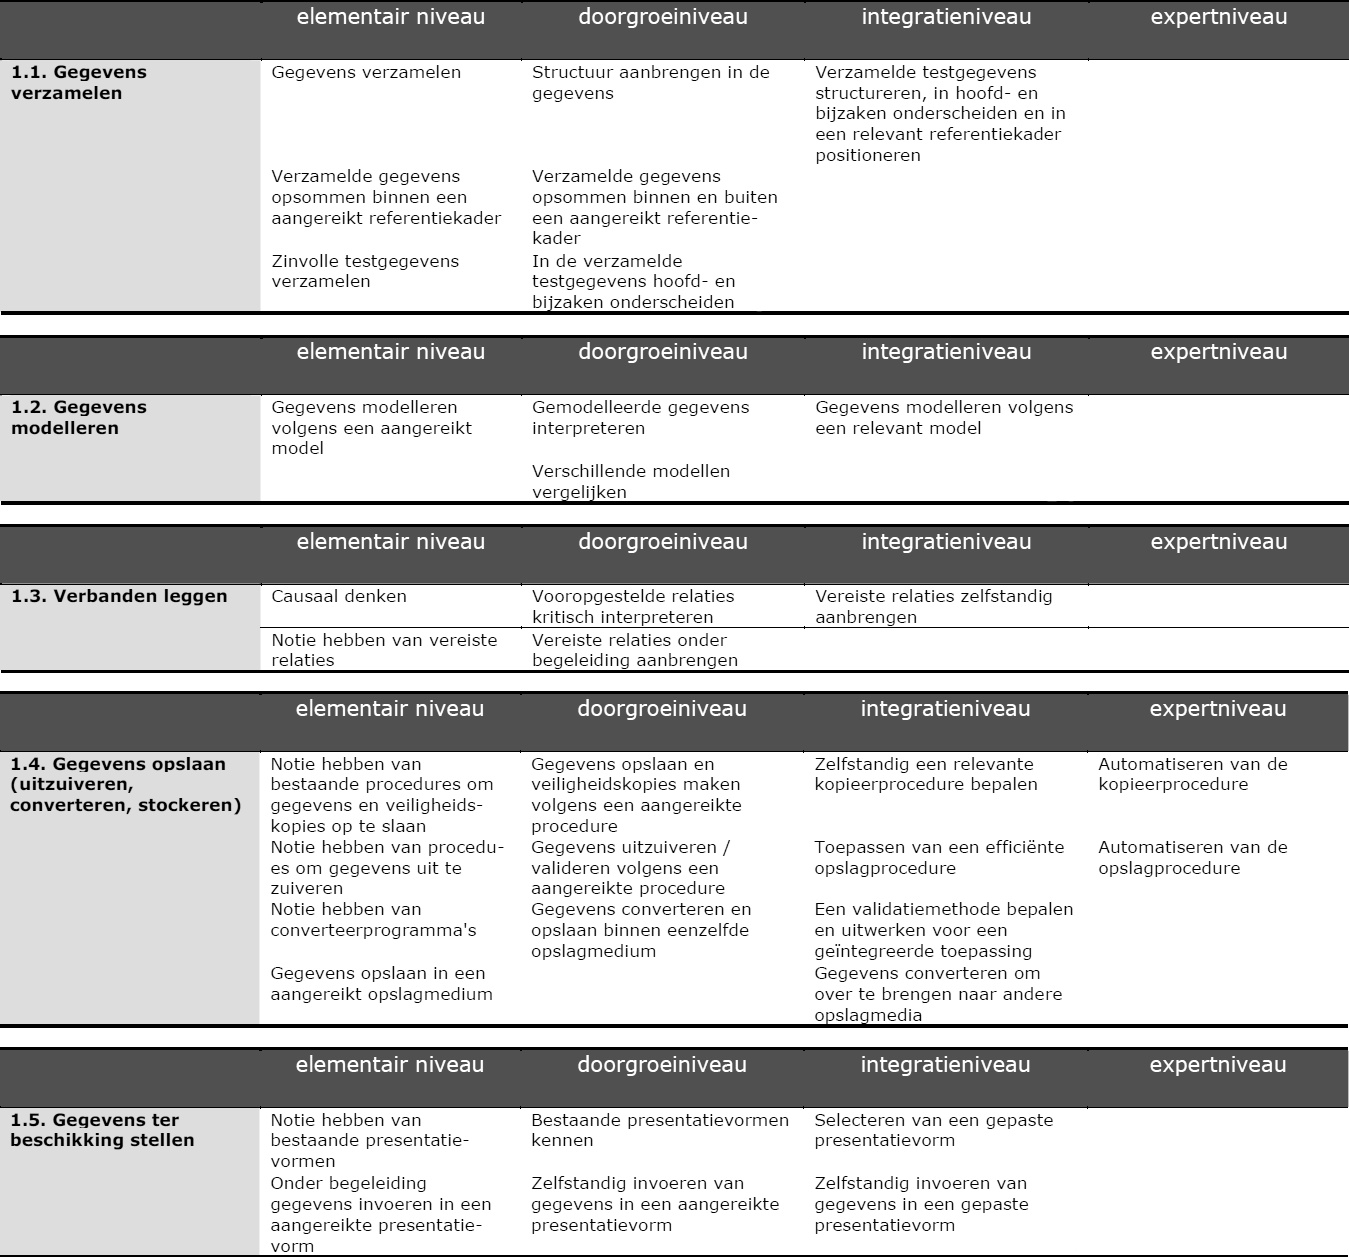 elementair niveau doorgroeiniveau integratieniveau expertniveau
1.1. Gegevens Gegevens verzamelen Structuur aanbrengen in de Verzamelde testgegevens
verzamelen gegevens structureren, in hoofd- en
bijzaken onderscheiden en in
een relevant referentiekader
positioneren
Verzamelde gegevens Verzamelde gegevens
opsommen binnen een opsommen binnen en buiten
aangereikt referentiekader een aangereikt referentie-
kader
Zinvolle testgegevens In de verzamelde
verzamelen testgegevens hoofd- en
bijzaken onderscheiden
elementair niveau doorgroeiniveau integratieniveau expertniveau
1.2. Gegevens Gegevens modelleren Gemodelleerde gegevens Gegevens modelleren volgens
modelleren volgens een aangereikt interpreteren een relevant model
model
Verschillende modellen
vergelijken
elementair niveau doorgroeiniveau integratieniveau expertniveau
1.3. Verbanden leggen Causaal denken Vooropgestelde relaties Vereiste relaties zelfstandig
kritisch interpreteren aanbrengen
Notie hebben van vereiste Vereiste relaties onder
relaties begeleiding aanbrengen
elementair niveau doorgroeiniveau integratieniveau expertniveau
1.4. Gegevens opslaan Notie hebben van Gegevens opslaan en Zelfstandig een relevante Automatiseren van de
(uitzuiveren, bestaande procedures om veiligheidskopies maken kopieerprocedure bepalen kopieerprocedure
converteren, stockeren) gegevens en veiligheids- volgens een aangereikte
kopies op te slaan procedure
Notie hebben van procedu- Gegevens uitzuiveren / Toepassen van een efficiënte Automatiseren van de
es om gegevens uit te valideren volgens een opslagprocedure opslagprocedure
zuiveren aangereikte procedure
Notie hebben van Gegevens converteren en Een validatiemethode bepalen
converteerprogramma's opslaan binnen eenzelfde en uitwerken voor een
opslagmedium geïntegreerde toepassing
Gegevens opslaan in een Gegevens converteren om
aangereikt opslagmedium over te brengen naar andere
opslagmedia
elementair niveau doorgroeiniveau integratieniveau expertniveau
1.5. Gegevens ter Notie hebben van Bestaande presentatievormen Selecteren van een gepaste
beschikking stellen bestaande presentatie- kennen presentatievorm
vormen
Onder begeleiding Zelfstandig invoeren van Zelfstandig invoeren van
gegevens invoeren in een gegevens in een aangereikte gegevens in een gepaste
aangereikte presentatie- presentatievorm presentatievorm
vorm